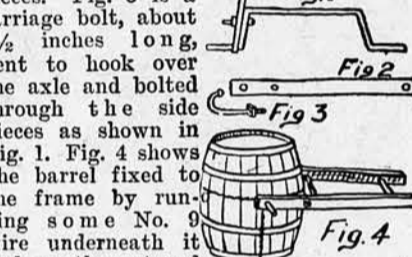 arriage bolt, about
½ inches long,
ent to hook over
he axle and bolted
hrough the side
ieces as shown in
ig. 1. Fig. 4 shows
he barrel fixed to
he frame by run-
ing some No. 9
ire underneath it
Fig 2
Fig 3
Fig. 4